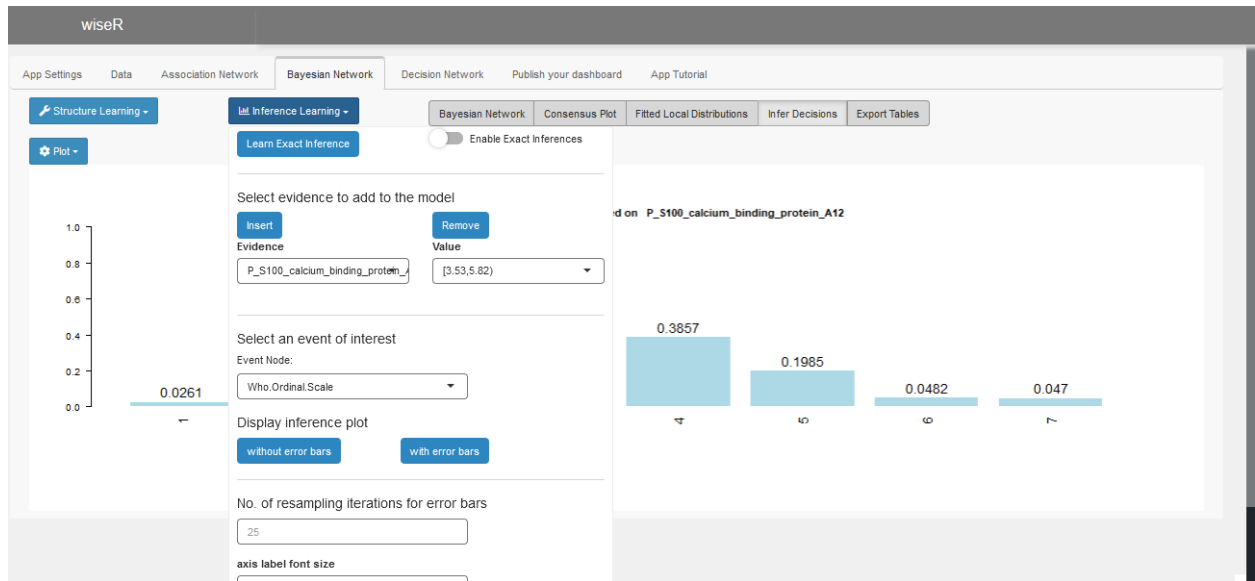 wiseR
App Settings Data Association Network Bayesian Network Decision Network Publish your dashboard App Tutorial
Structure Learning Inference Learning Bayesian Network Consensus Plot Fitted Local Distributions Infer Decisions Export Tables
Learn Exact Inference Enable Exact Inferences
Plot
Select evidence to add to the model
on P_S100_calcium_binding_protein_A12
Insert Remove
Evidence Value
P_S100_calcium_binding_protein_ [3.53,5.82)
Select an event of interest
Event Node:
Who.Ordinal.Scale
Display inference plot
without error bars with error bars
No. of resampling iterations for error bars
25
axis label font size
1.0
0.8
0.6
0.4
0.2
0.0
0.0261 0.3857 0.1985 0.0482 0.047
1 4 5 6 7